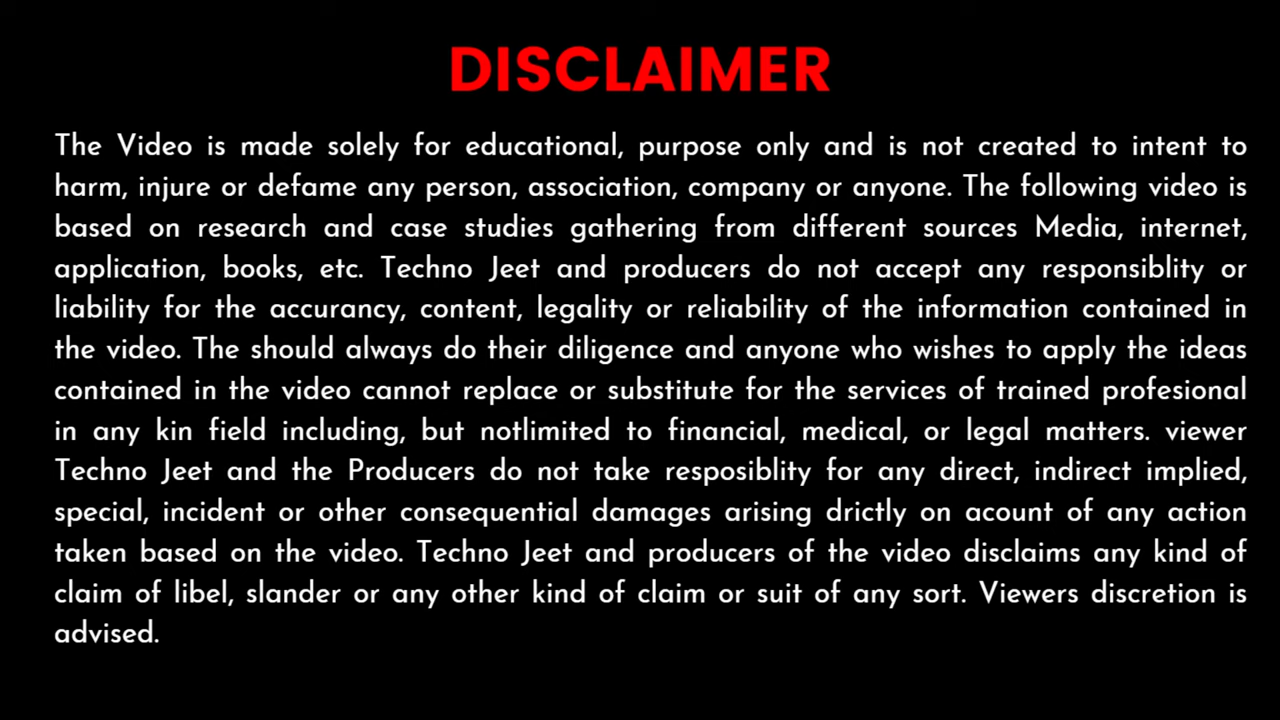 DISCLAIMER
The Video is made solely for educational, purpose only and is not created to intent to
harm, injure or defame any person, association, company or anyone. The following video is
based on research and case studies gathering from different sources Media, internet,
application, books, etc. Techno Jeet and producers do not accept any responsiblity or
liability for the accurancy, content, legality or reliability of the information contained in
the video. The should always do their diligence and anyone who wishes to apply the ideas
contained in the video cannot replace or substitute for the services of trained profesional
in any kin field including, but notlimited to financial, medical, or legal matters. viewer
Techno Jeet and the Producers do not take resposiblity for any direct, indirect implied,
special, incident or other consequential damages arising drictly on acount of any action
taken based on the video. Techno Jeet and producers of the video disclaims any kind of
claim of libel, slander or any other kind of claim or suit of any sort. Viewers discretion is
advised.